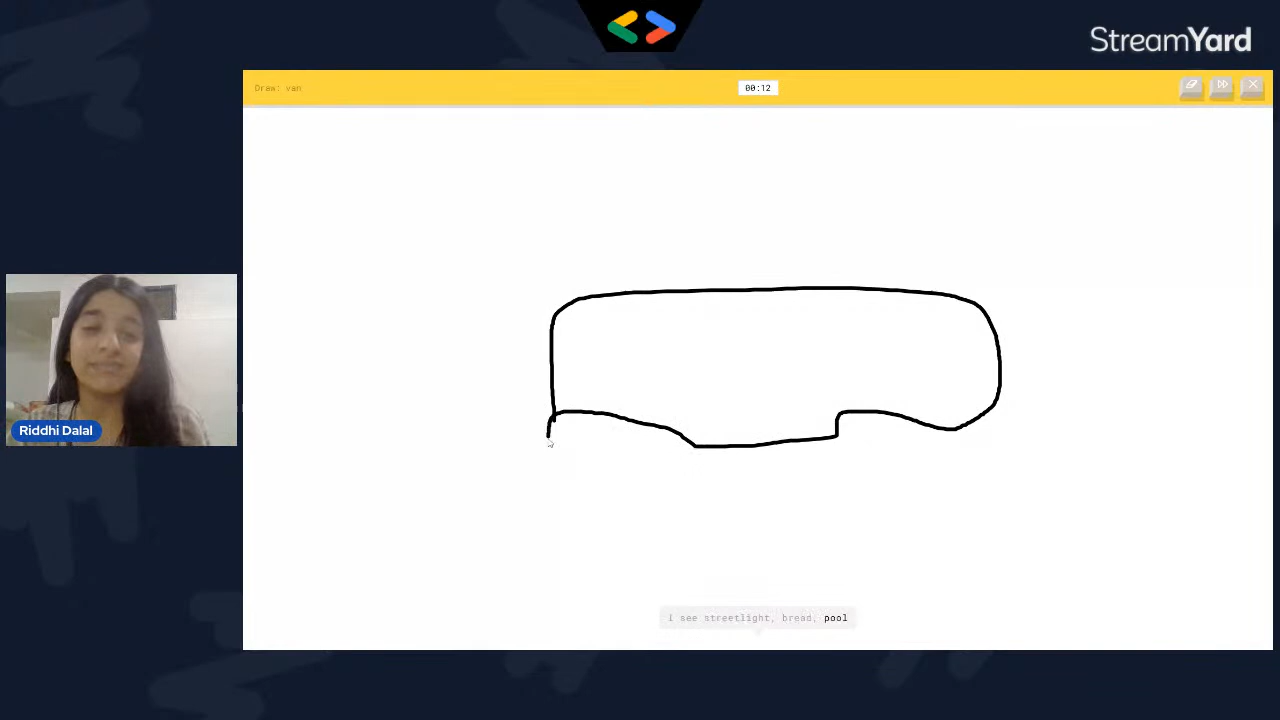 StreamYard
Draw: van
00:12
Riddhi Dalal
I see streetlight, bread, pool